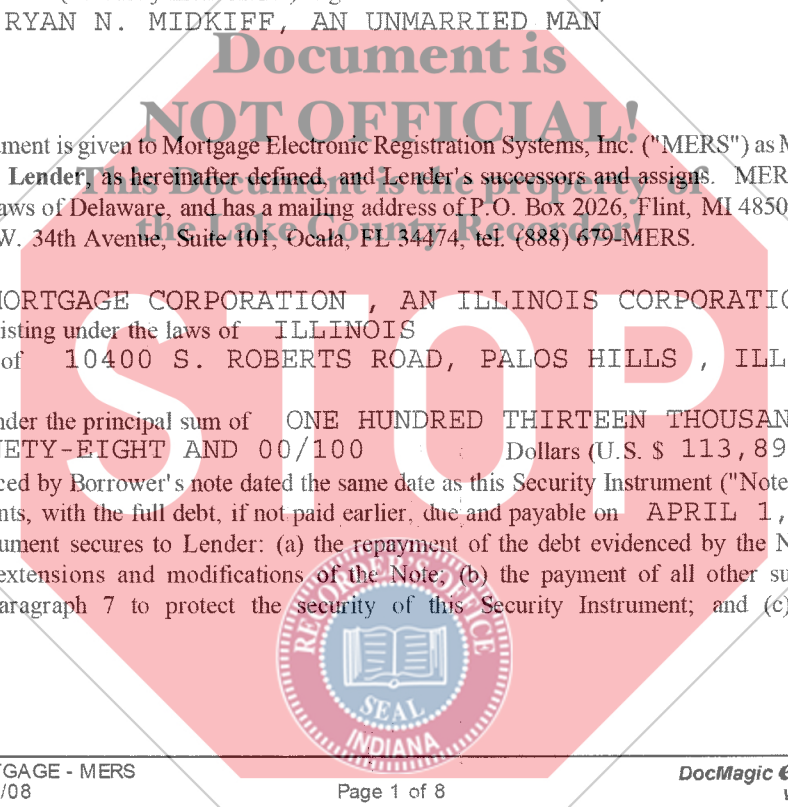 RYAN N. MIDKIFF, AN UNMARRIED MAN
Document is
NOT OFFICIAL!
ment is given to Mortgage Electronic Registration Systems, Inc. ("MERS") as M
Lender, as hereinafter defined, and Lender's successors and assigns. MER
This Document is the property of
aws of Delaware, and has a mailing address of P.O. Box 2026, Flint, MI 4850
the Lake County Recorder!
W. 34th Avenue, Suite 101, Ocala, FL 34474, tel. (888) 679-MERS.
MORTGAGE CORPORATION , AN ILLINOIS CORPORATIO
isting under the laws of ILLINOIS
of 10400 S. ROBERTS ROAD, PALOS HILLS , ILL
STOP
nder the principal sum of ONE HUNDRED THIRTEEN THOUSAN
NETY-EIGHT AND 00/100 Dollars (U.S. $ 113,89
ced by Borrower's note dated the same date as this Security Instrument ("Note
nts, with the full debt, if not paid earlier, due and payable on APRIL 1,
ument secures to Lender: (a) the repayment of the debt evidenced by the N
extensions and modifications of the Note; (b) the payment of all other su
aragraph 7 to protect the security of this Security Instrument; and (c)
RECORDER'S OFFICE
SEAL
INDIANA
TGAGE - MERS
/08
Page 1 of 8
DocMagic